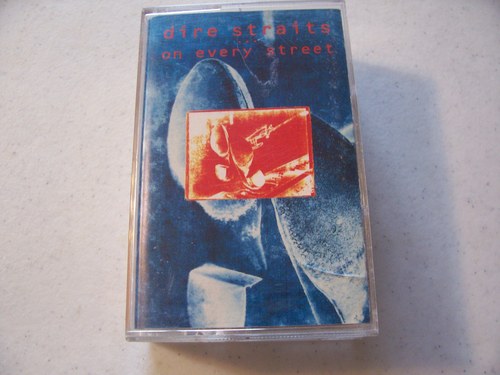 dire straits
on every street